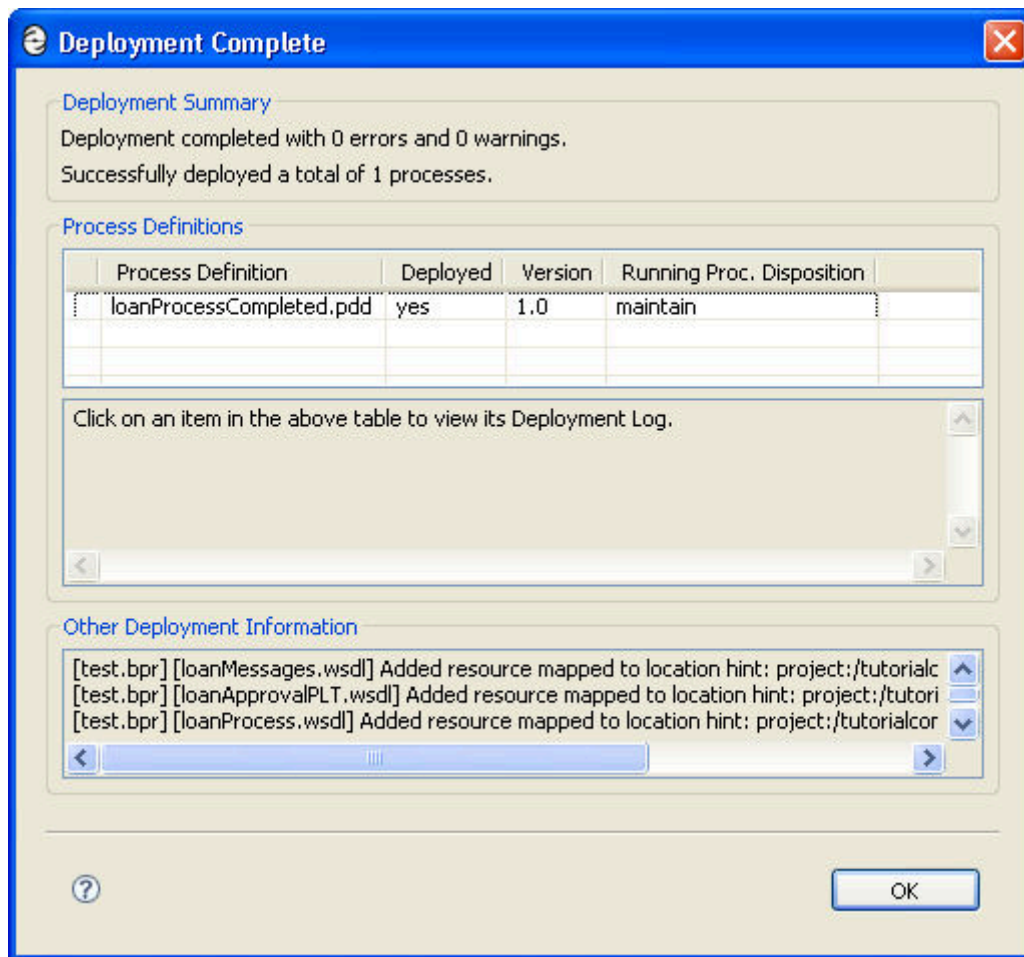 Deployment Complete
Deployment Summary
Deployment completed with 0 errors and 0 warnings.
Successfully deployed a total of 1 processes.
Process Definitions
Process Definition Deployed Version Running Proc. Disposition
loanProcessCompleted.pdd yes 1.0 maintain
Click on an item in the above table to view its Deployment Log.
Other Deployment Information
[test.bpr] [loanMessages.wsdl] Added resource mapped to location hint: project:/tutorialc
[test.bpr] [loanApprovalPLT.wsdl] Added resource mapped to location hint: project:/tutori
[test.bpr] [loanProcess.wsdl] Added resource mapped to location hint: project:/tutorialcor
?
OK